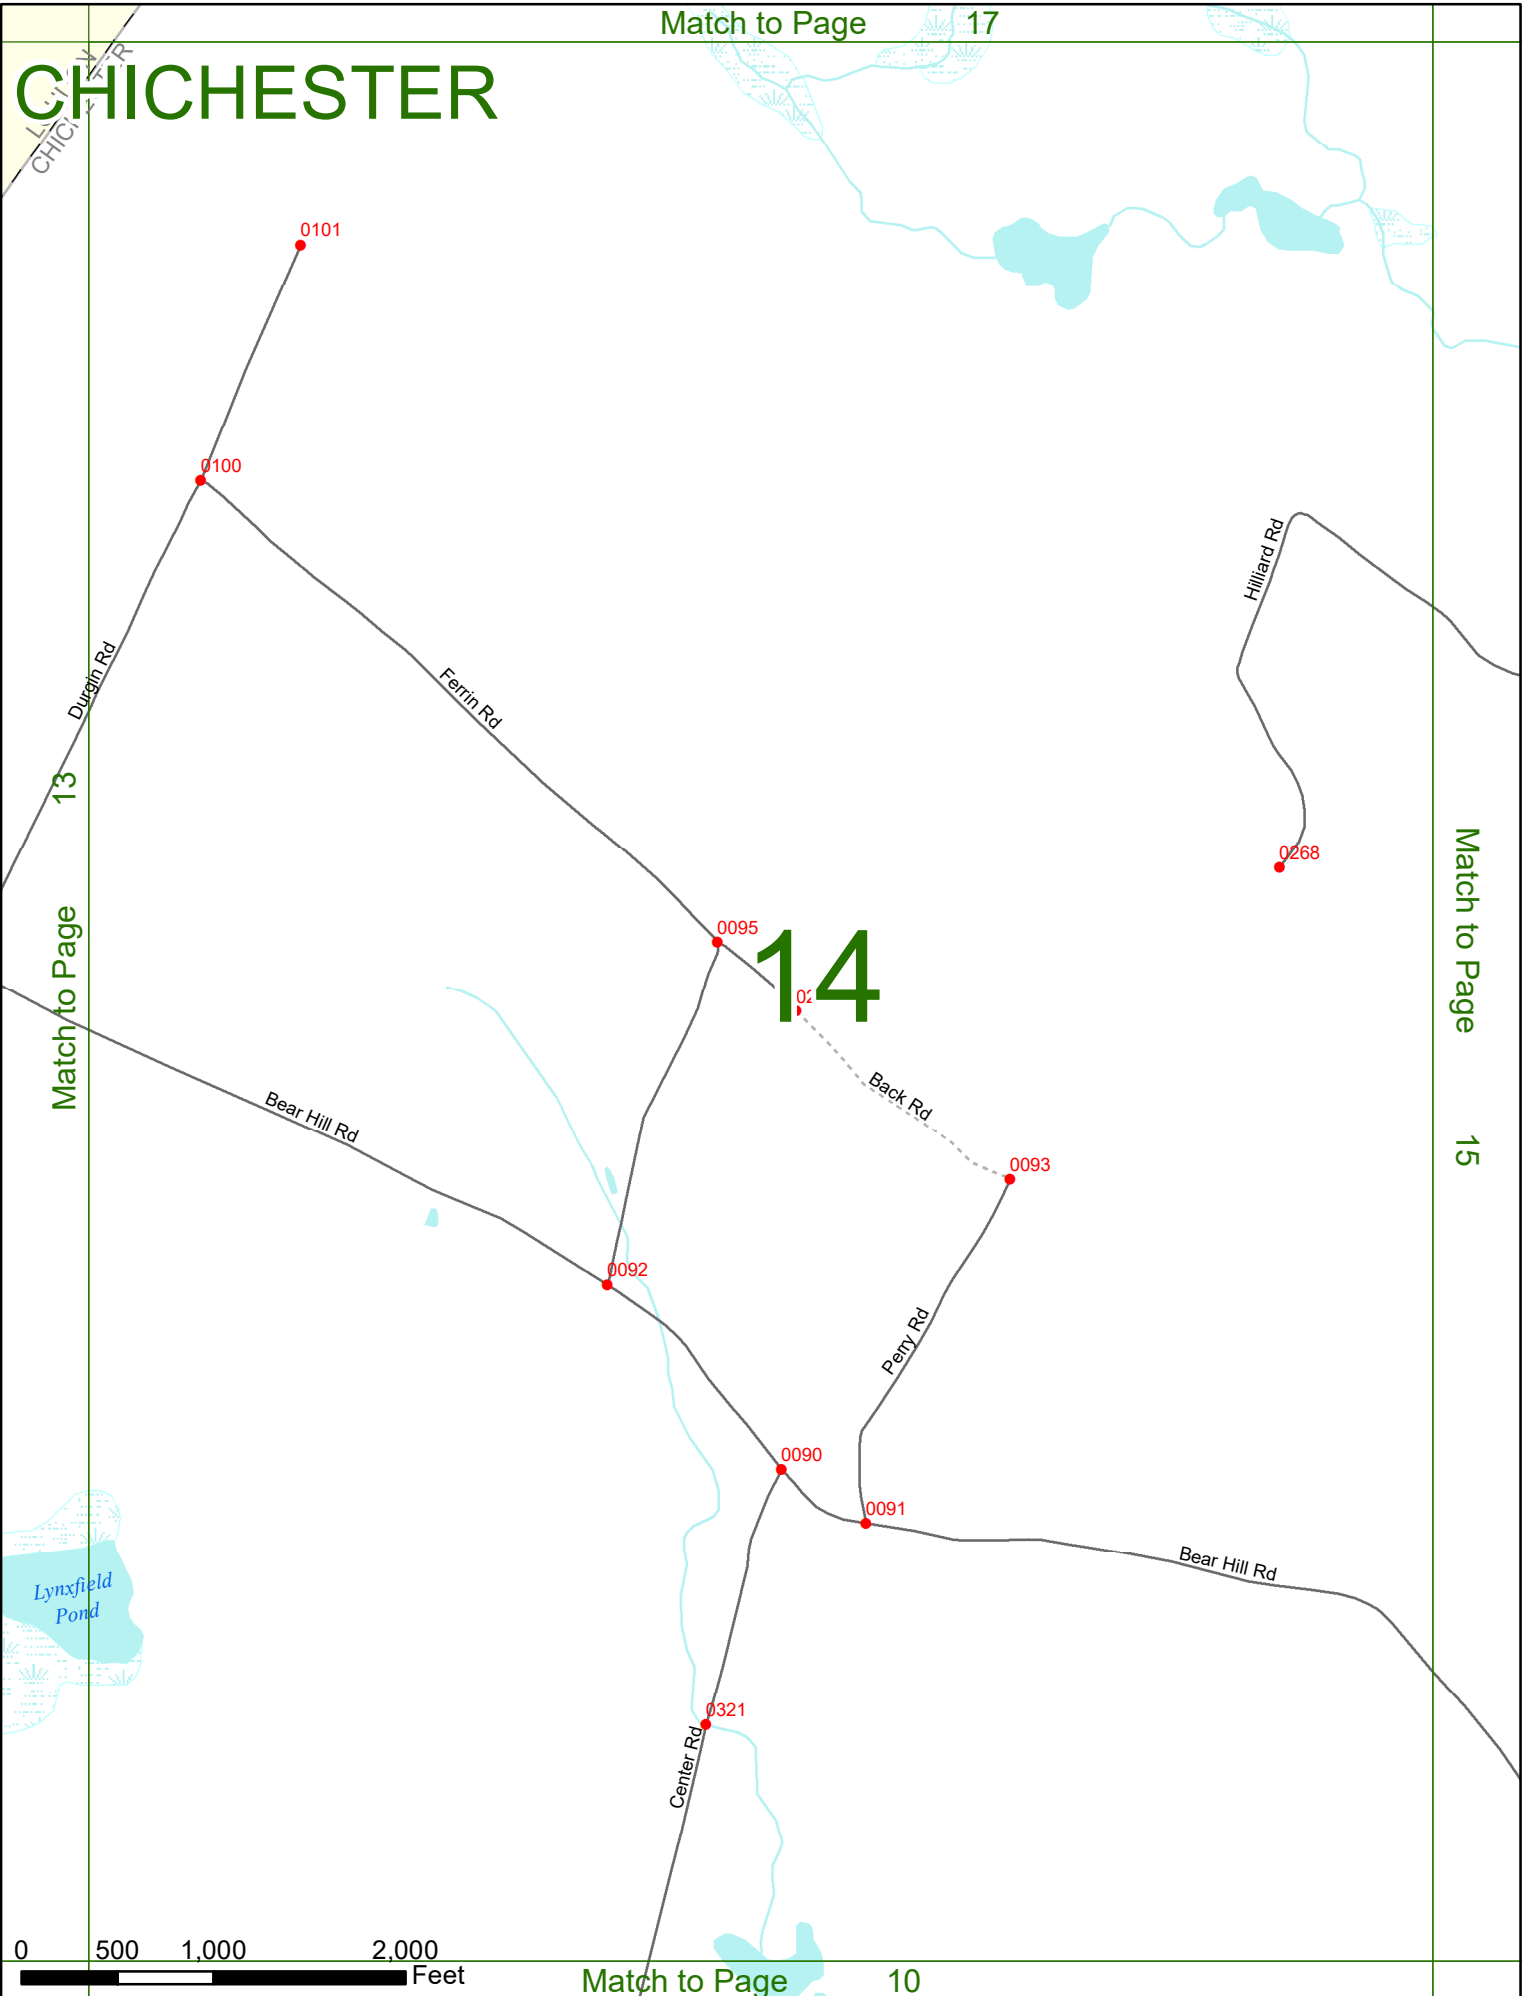 Match to Page 17
CHICHESTER
CHIC
0101
0100
Hilliard Rd
Durgin Rd
Ferrin Rd
Match to Page 13
0268
Match to Page 15
0095
14
02
Back Rd
Bear Hill Rd
0093
0092
Perry Rd
0090
0091
Bear Hill Rd
Lynxfield
Pond
0321
Center Rd
0 500 1,000 2,000
Feet
Match to Page 10